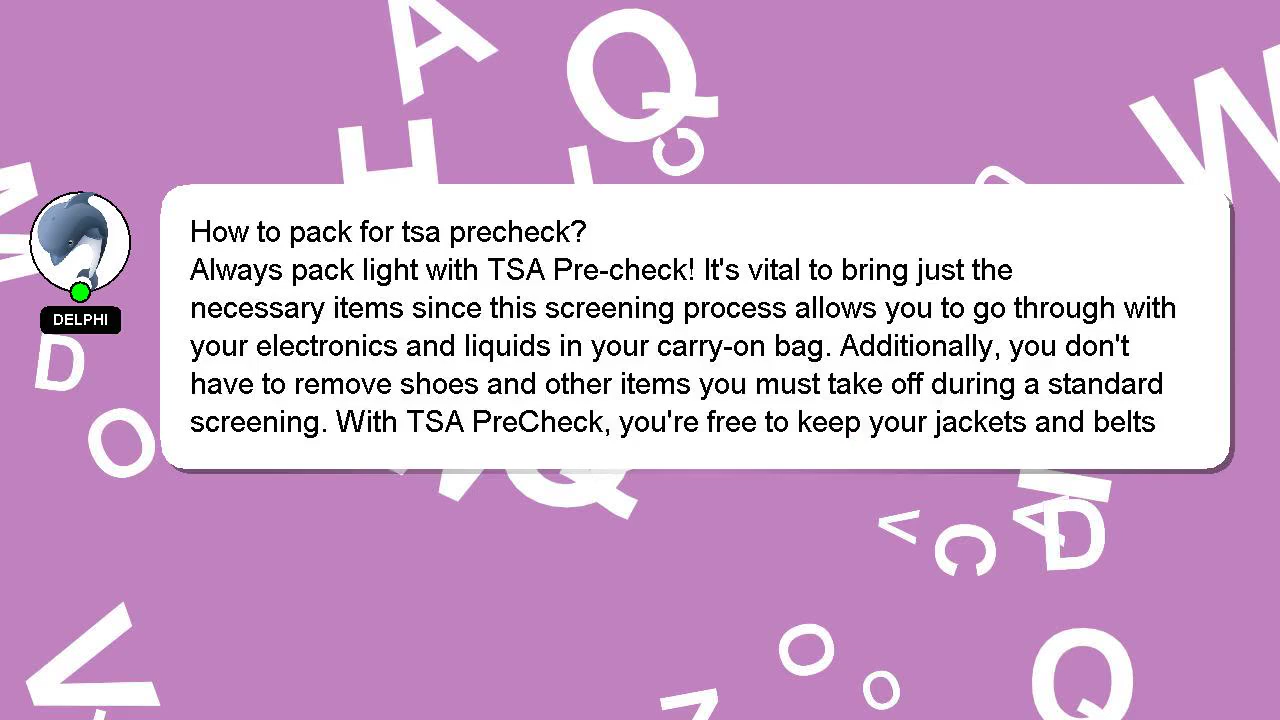 How to pack for tsa precheck?
Always pack light with TSA Pre-check! It's vital to bring just the
necessary items since this screening process allows you to go through with
your electronics and liquids in your carry-on bag. Additionally, you don't
have to remove shoes and other items you must take off during a standard
screening. With TSA PreCheck, you're free to keep your jackets and belts
DELPHI